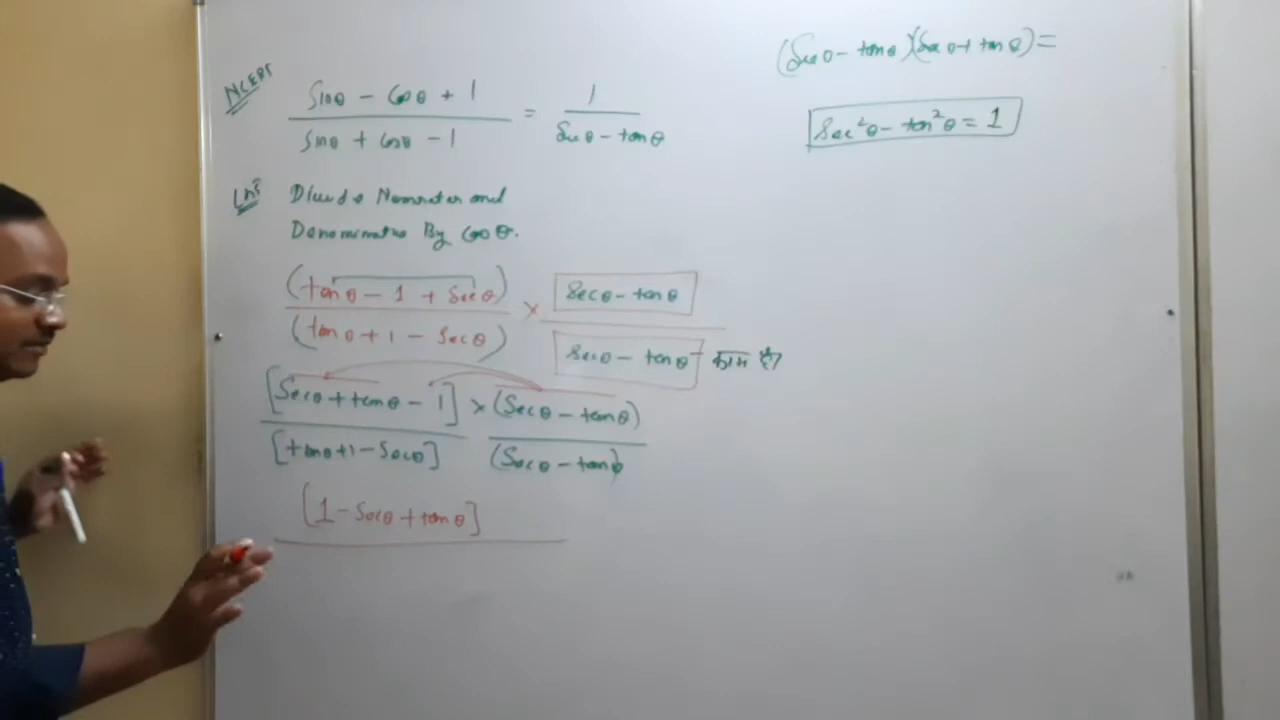 NCERT
sinθ - cosθ + 1 / sinθ + cosθ - 1 = 1 / secθ - tanθ
(secθ - tanθ)(secθ + tanθ) =
sec²θ - tan²θ = 1
LHS
Divide Numrater and
Denominator By cosθ.
(tanθ - 1 + secθ) / (tanθ + 1 - secθ) × secθ - tanθ / secθ - tanθ
[secθ + tanθ - 1] / [tanθ + 1 - secθ] × (secθ - tanθ) / (secθ - tanθ)
[1 - secθ + tanθ]